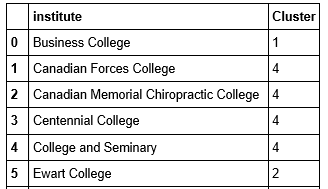 institute Cluster
0 Business College 1
1 Canadian Forces College 4
2 Canadian Memorial Chiropractic College 4
3 Centennial College 4
4 College and Seminary 4
5 Ewart College 2